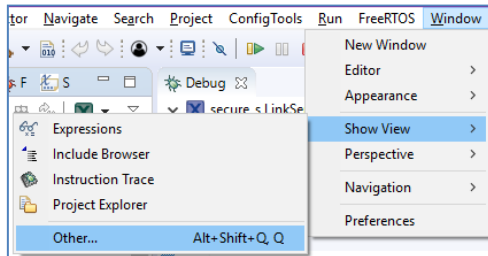 tor Navigate Search Project ConfigTools Run FreeRTOS Window
New Window
Editor
Appearance
Show View
Perspective
Navigation
Preferences
F S Debug
secure_s LinkSe
Expressions
Include Browser
Instruction Trace
Project Explorer
Other... Alt+Shift+Q, Q